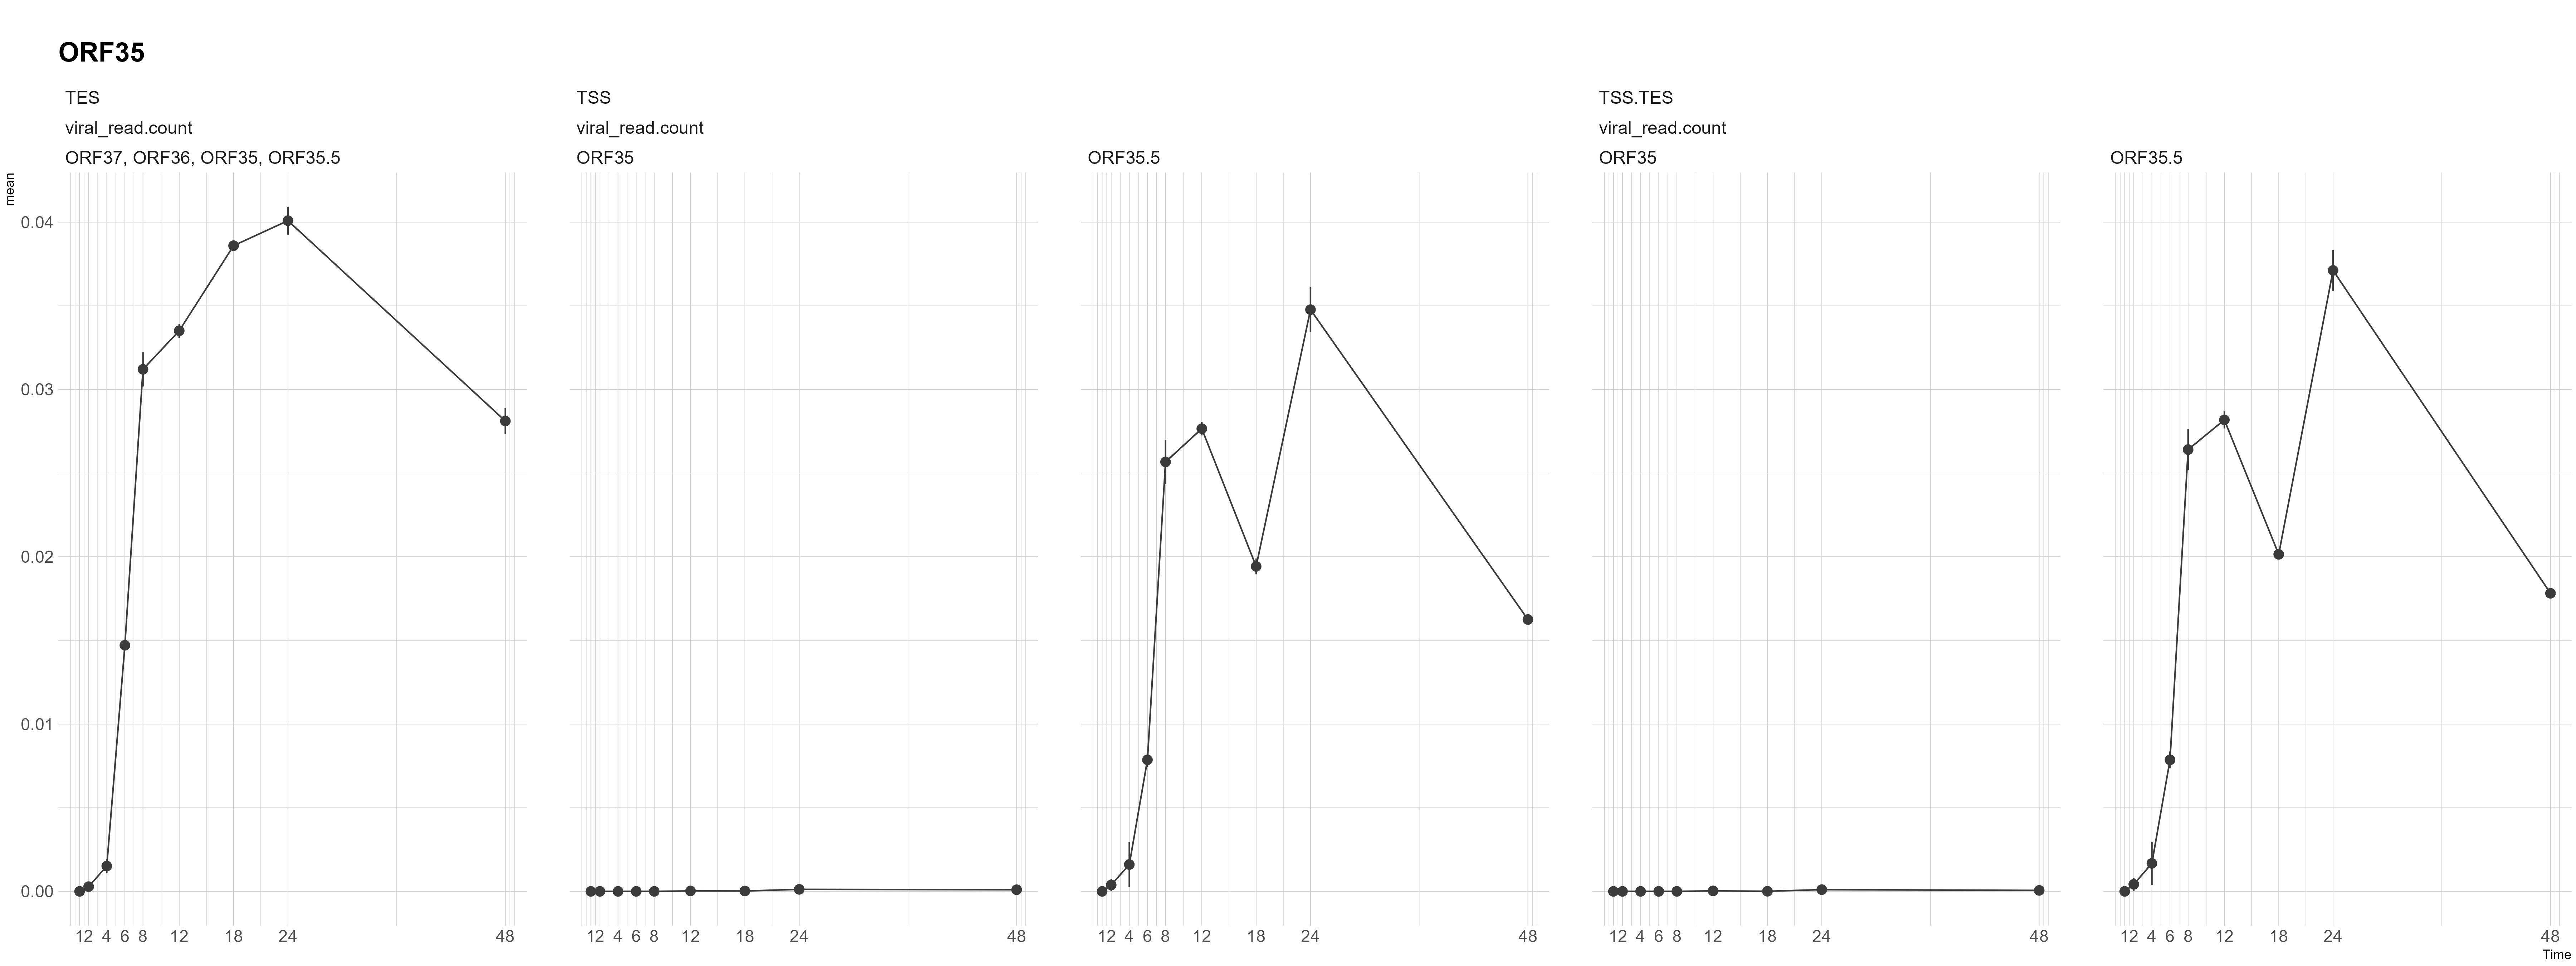 ORF35
TES
TSS
TSS.TES
viral_read.count
viral_read.count
viral_read.count
ORF37, ORF36, ORF35, ORF35.5
ORF35
ORF35.5
ORF35
ORF35.5
mean
0.04
0.03
0.02
0.01
0.00
12 4 6 8 12 18 24 48
12 4 6 8 12 18 24 48
12 4 6 8 12 18 24 48
12 4 6 8 12 18 24 48
12 4 6 8 12 18 24 48
Time